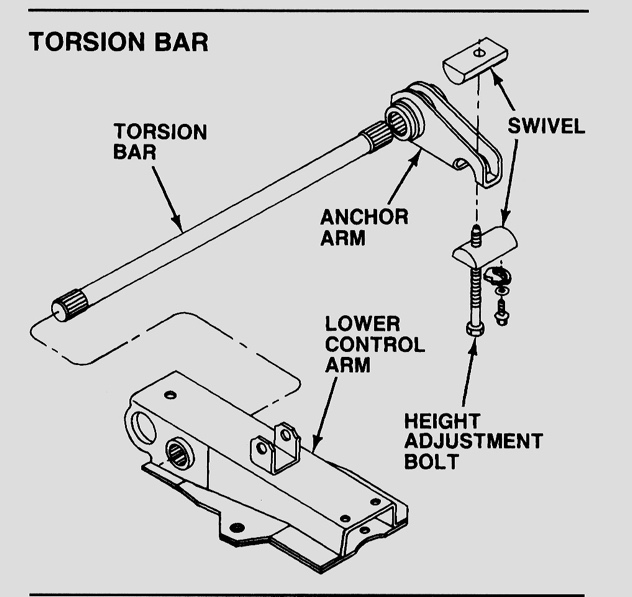 TORSION BAR
TORSION
BAR
SWIVEL
ANCHOR
ARM
LOWER
CONTROL
ARM
HEIGHT
ADJUSTMENT
BOLT